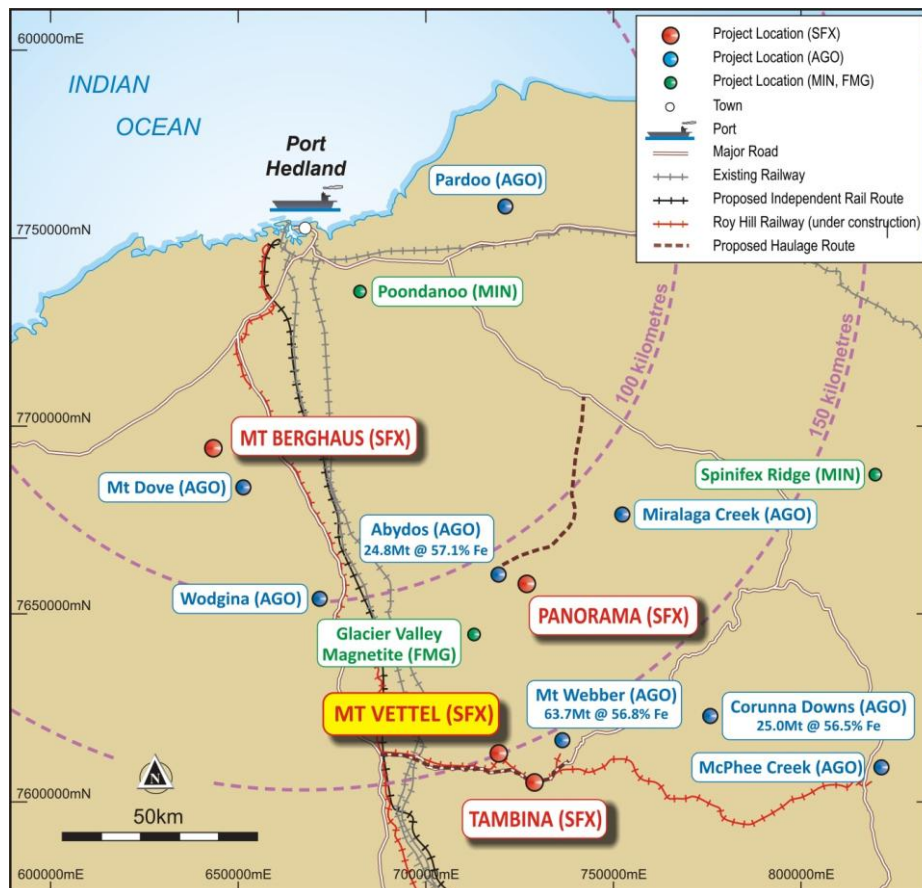 600000mE
650000mE
700000mE
INDIAN
OCEAN
Port
Hedland
Project Location (SFX)
Project Location (AGO)
Project Location (MIN, FMG)
Town
Port
Major Road
Existing Railway
Proposed Independent Rail Route
Roy Hill Railway (under construction)
Proposed Haulage Route
Pardoo (AGO)
7750000mN
Poondanoo (MIN)
100 kilometres
150 kilometres
7700000mN
MT BERGHAUS (SFX)
Mt Dove (AGO)
Spinifex Ridge (MIN)
Miralaga Creek (AGO)
Abydos (AGO)
24.8Mt @ 57.1% Fe
Wodgina (AGO)
7650000mN
PANORAMA (SFX)
Glacier Valley
Magnetite (FMG)
MT VETTEL (SFX)
Mt Webber (AGO)
63.7Mt @ 56.8% Fe
Corunna Downs (AGO)
25.0Mt @ 56.5% Fe
McPhee Creek (AGO)
N
7600000mN
50km
TAMBINA (SFX)
600000mE
650000mE
700000mE
750000mE
800000mE